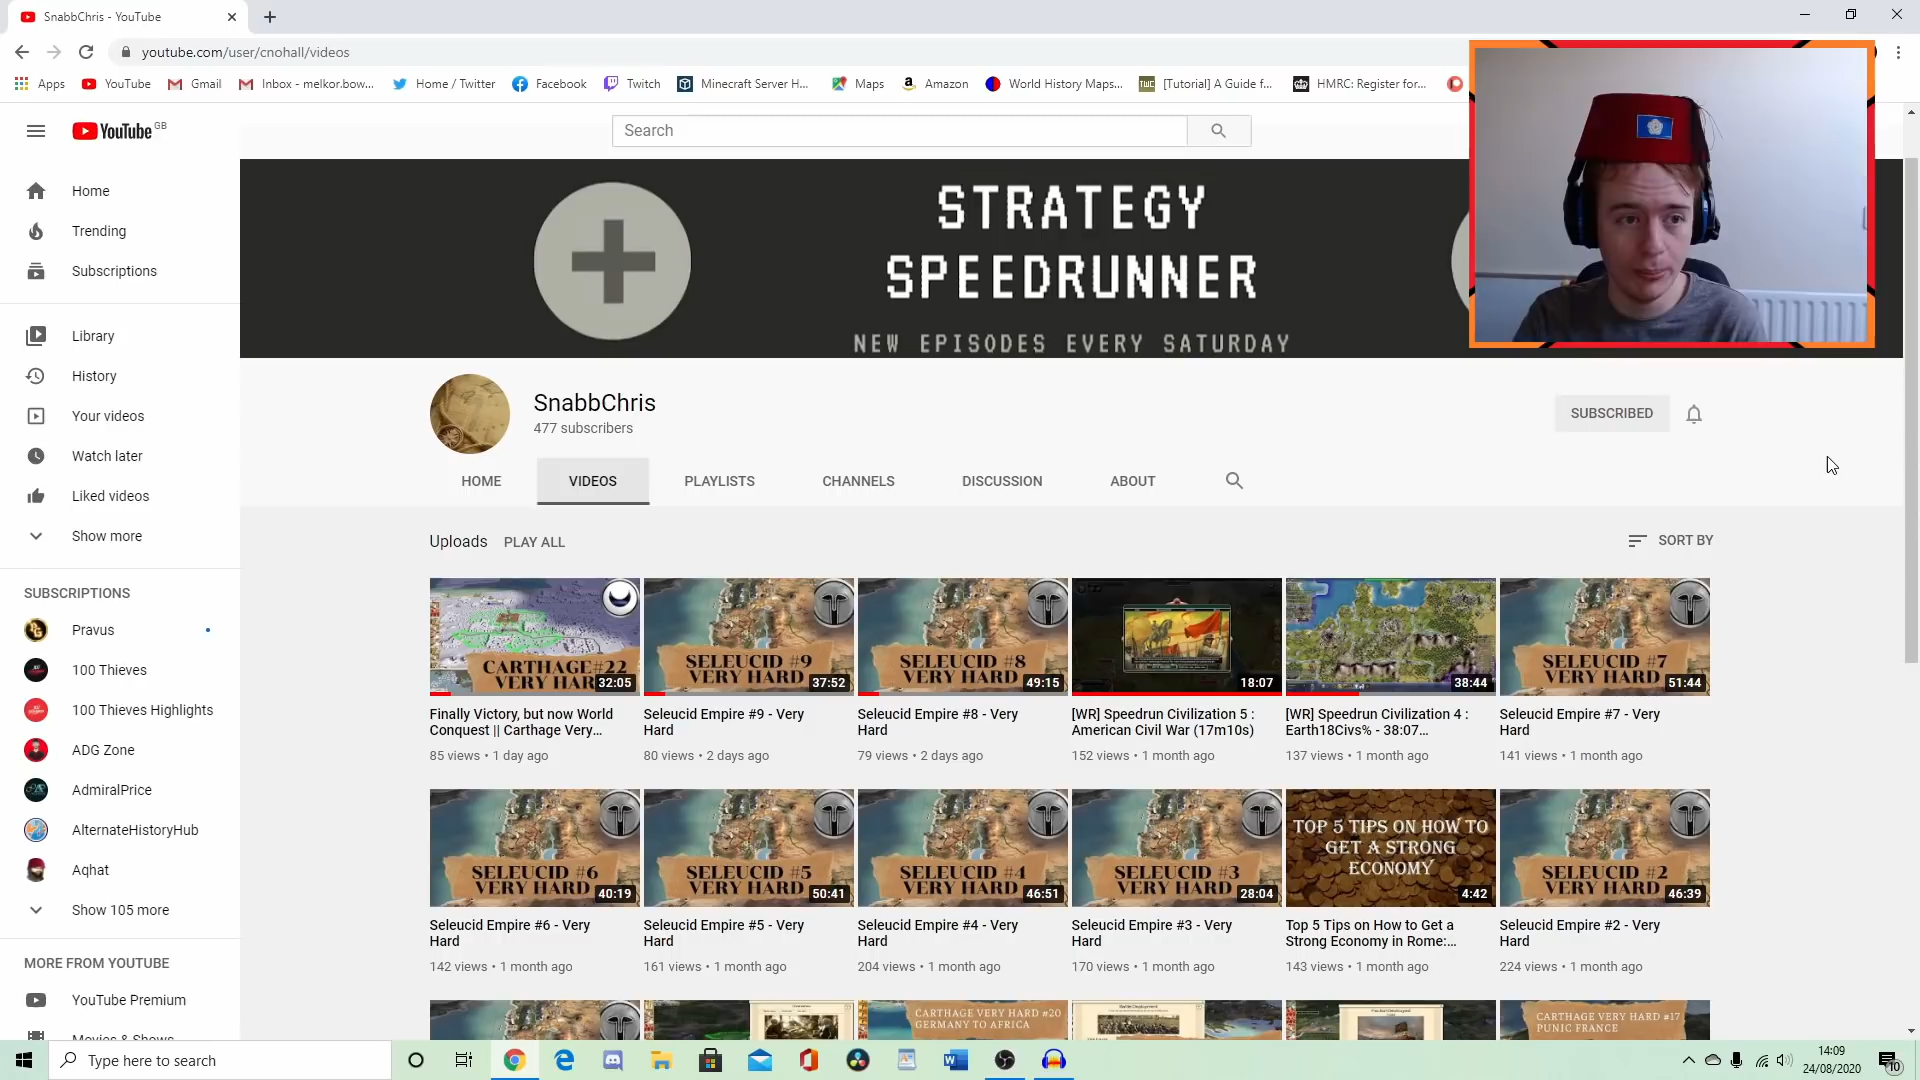 SnabbChris - YouTube
youtube.com/user/cnohall/videos
Apps
YouTube
Gmail
Inbox - melkor.bow...
Home / Twitter
Facebook
Twitch
Minecraft Server H...
Maps
Amazon
World History Maps...
[Tutorial] A Guide f...
HMRC: Register for...
YouTube GB
Search
Home
Trending
Subscriptions
Library
History
Your videos
Watch later
Liked videos
Show more
SUBSCRIPTIONS
Pravus
100 Thieves
100 Thieves Highlights
ADG Zone
AdmiralPrice
AlternateHistoryHub
Aqhat
Show 105 more
MORE FROM YOUTUBE
YouTube Premium
Movies & Shows
STRATEGY
SPEEDRUNNER
NEW EPISODES EVERY SATURDAY
SnabbChris
477 subscribers
SUBSCRIBED
HOME
VIDEOS
PLAYLISTS
CHANNELS
DISCUSSION
ABOUT
Uploads
PLAY ALL
SORT BY
CARTHAGE#22
VERY HAR
32:05
Finally Victory, but now World
Conquest || Carthage Very...
85 views • 1 day ago
SELEUCID #9
VERY HARD
37:52
Seleucid Empire #9 - Very
Hard
80 views • 2 days ago
SELEUCID #8
VERY HARD
49:15
Seleucid Empire #8 - Very
Hard
79 views • 2 days ago
18:07
[WR] Speedrun Civilization 5 :
American Civil War (17m10s)
152 views • 1 month ago
38:44
[WR] Speedrun Civilization 4 :
Earth18Civs% - 38:07...
137 views • 1 month ago
SELEUCID #7
VERY HARD
51:44
Seleucid Empire #7 - Very
Hard
141 views • 1 month ago
SELEUCID #6
VERY HARD
40:19
Seleucid Empire #6 - Very
Hard
142 views • 1 month ago
SELEUCID #5
VERY HARD
50:41
Seleucid Empire #5 - Very
Hard
161 views • 1 month ago
SELEUCID #4
VERY HARD
46:51
Seleucid Empire #4 - Very
Hard
204 views • 1 month ago
SELEUCID #3
VERY HARD
28:04
Seleucid Empire #3 - Very
Hard
170 views • 1 month ago
TOP 5 TIPS ON HOW TO
GET A STRONG
ECONOMY
4:42
Top 5 Tips on How to Get a
Strong Economy in Rome:...
143 views • 1 month ago
SELEUCID #2
VERY HARD
46:39
Seleucid Empire #2 - Very
Hard
224 views • 1 month ago
CARTHAGE VERY HARD #20
GERMANY TO AFRICA
CARTHAGE VERY HARD #17
PUNIC FRANCE
Type here to search
14:09
24/08/2020
10